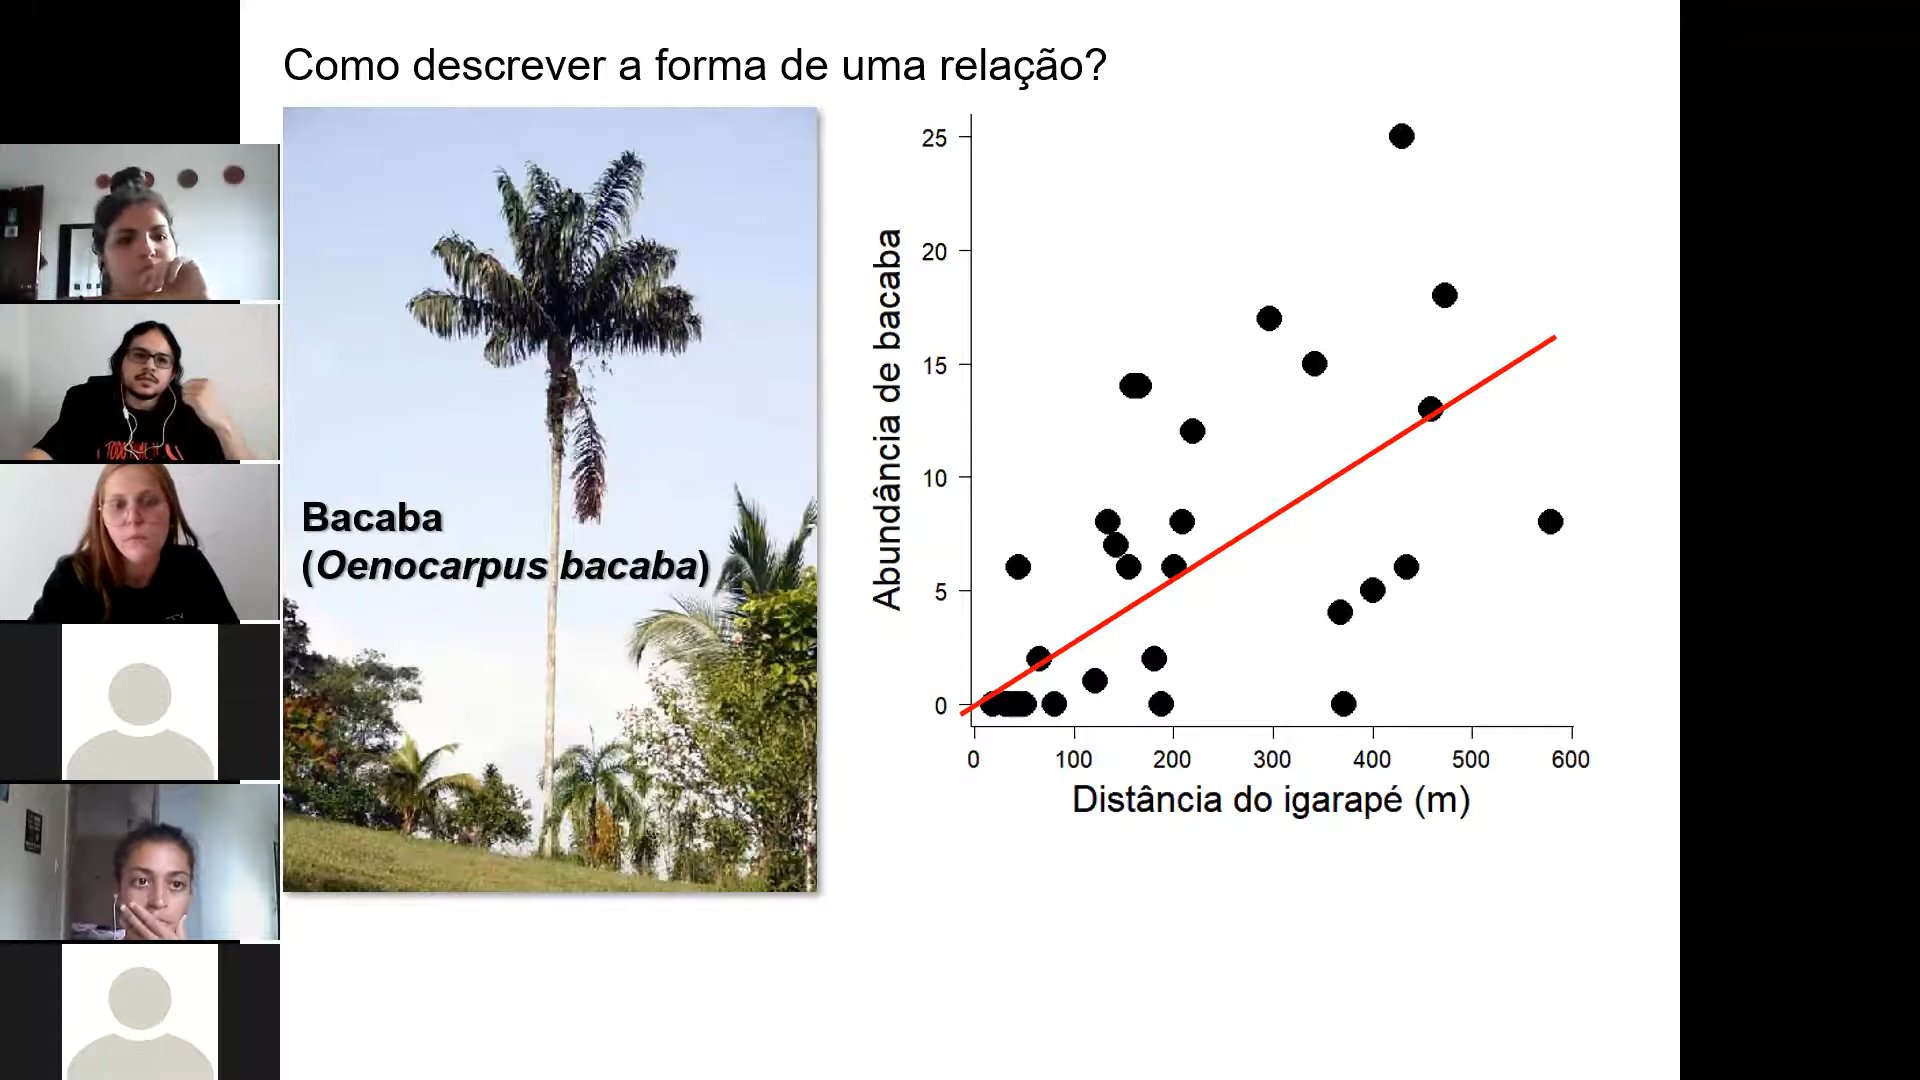 Como descrever a forma de uma relação?
Bacaba
(Oenocarpus bacaba)
Abundância de bacaba
25
20
15
10
5
0
0 100 200 300 400 500 600
Distância do igarapé (m)